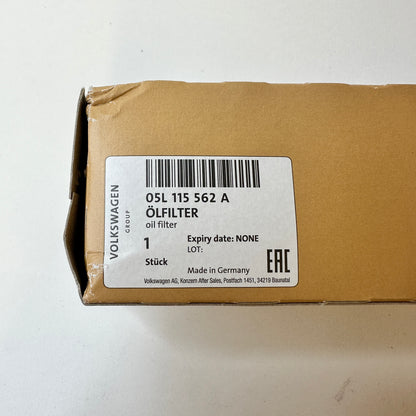 VOLKSWAGEN
GROUP
05L 115 562 A
ÖLFILTER
oil filter
1
Stück
Expiry date: NONE
LOT:
Made in Germany
EAC
Volkswagen AG, Konzern After Sales, Postfach 1451, 34219 Baunatal